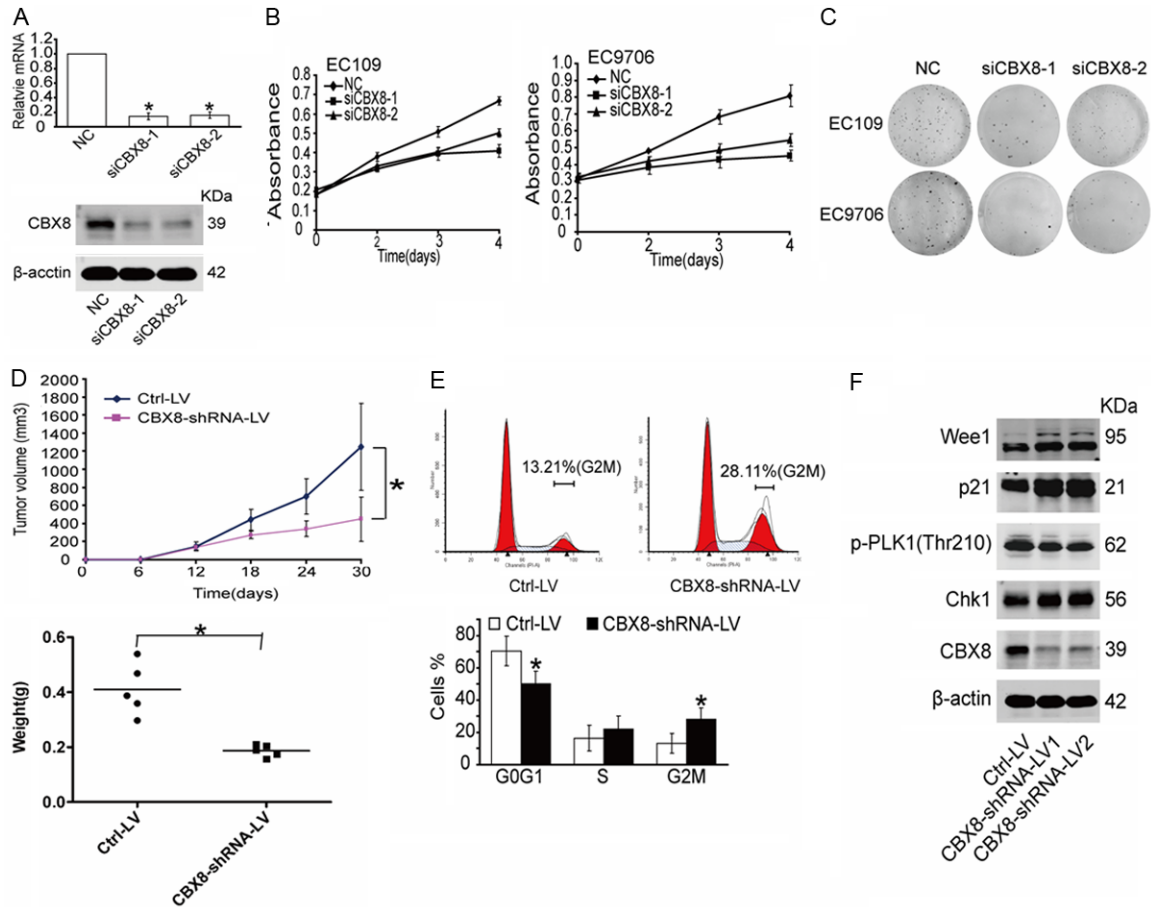 A
Relatvie mRNA
1.2
1.0
0.8
0.6
0.4
0.2
0
* *
NC
siCBX8-1
siCBX8-2
KDa
CBX8 39
β-acctin 42
NC
siCBX8-1
siCBX8-2
B
EC109
NC
siCBX8-1
siCBX8-2
Absorbance
0.8
0.7
0.6
0.5
0.4
0.3
0.2
0.1
0
0 2 3 4
Time(days)
EC9706
NC
siCBX8-1
siCBX8-2
Absorbance
1.0
0.9
0.8
0.7
0.6
0.5
0.4
0.3
0.2
0.1
0
0 2 3 4
Time(days)
C
NC siCBX8-1 siCBX8-2
EC109
EC9706
D
Tumor volume (mm3)
2000
1800
1600
1400
1200
1000
800
600
400
200
0
Ctrl-LV
CBX8-shRNA-LV
*
0 6 12 18 24 30
Time(days)
Weight(g)
0.6
0.4
0.2
0.0
*
Ctrl-LV
CBX8-shRNA-LV
E
13.21%(G2M)
Number
Channels (PI-A)
Ctrl-LV
28.11%(G2M)
Number
Channels (PI-A)
CBX8-shRNA-LV
Ctrl-LV CBX8-shRNA-LV
Cells %
80
60
40
20
0
* *
G0G1 S G2M
F
KDa
Wee1 95
p21 21
p-PLK1(Thr210) 62
Chk1 56
CBX8 39
β-actin 42
Ctrl-LV
CBX8-shRNA-LV1
CBX8-shRNA-LV2